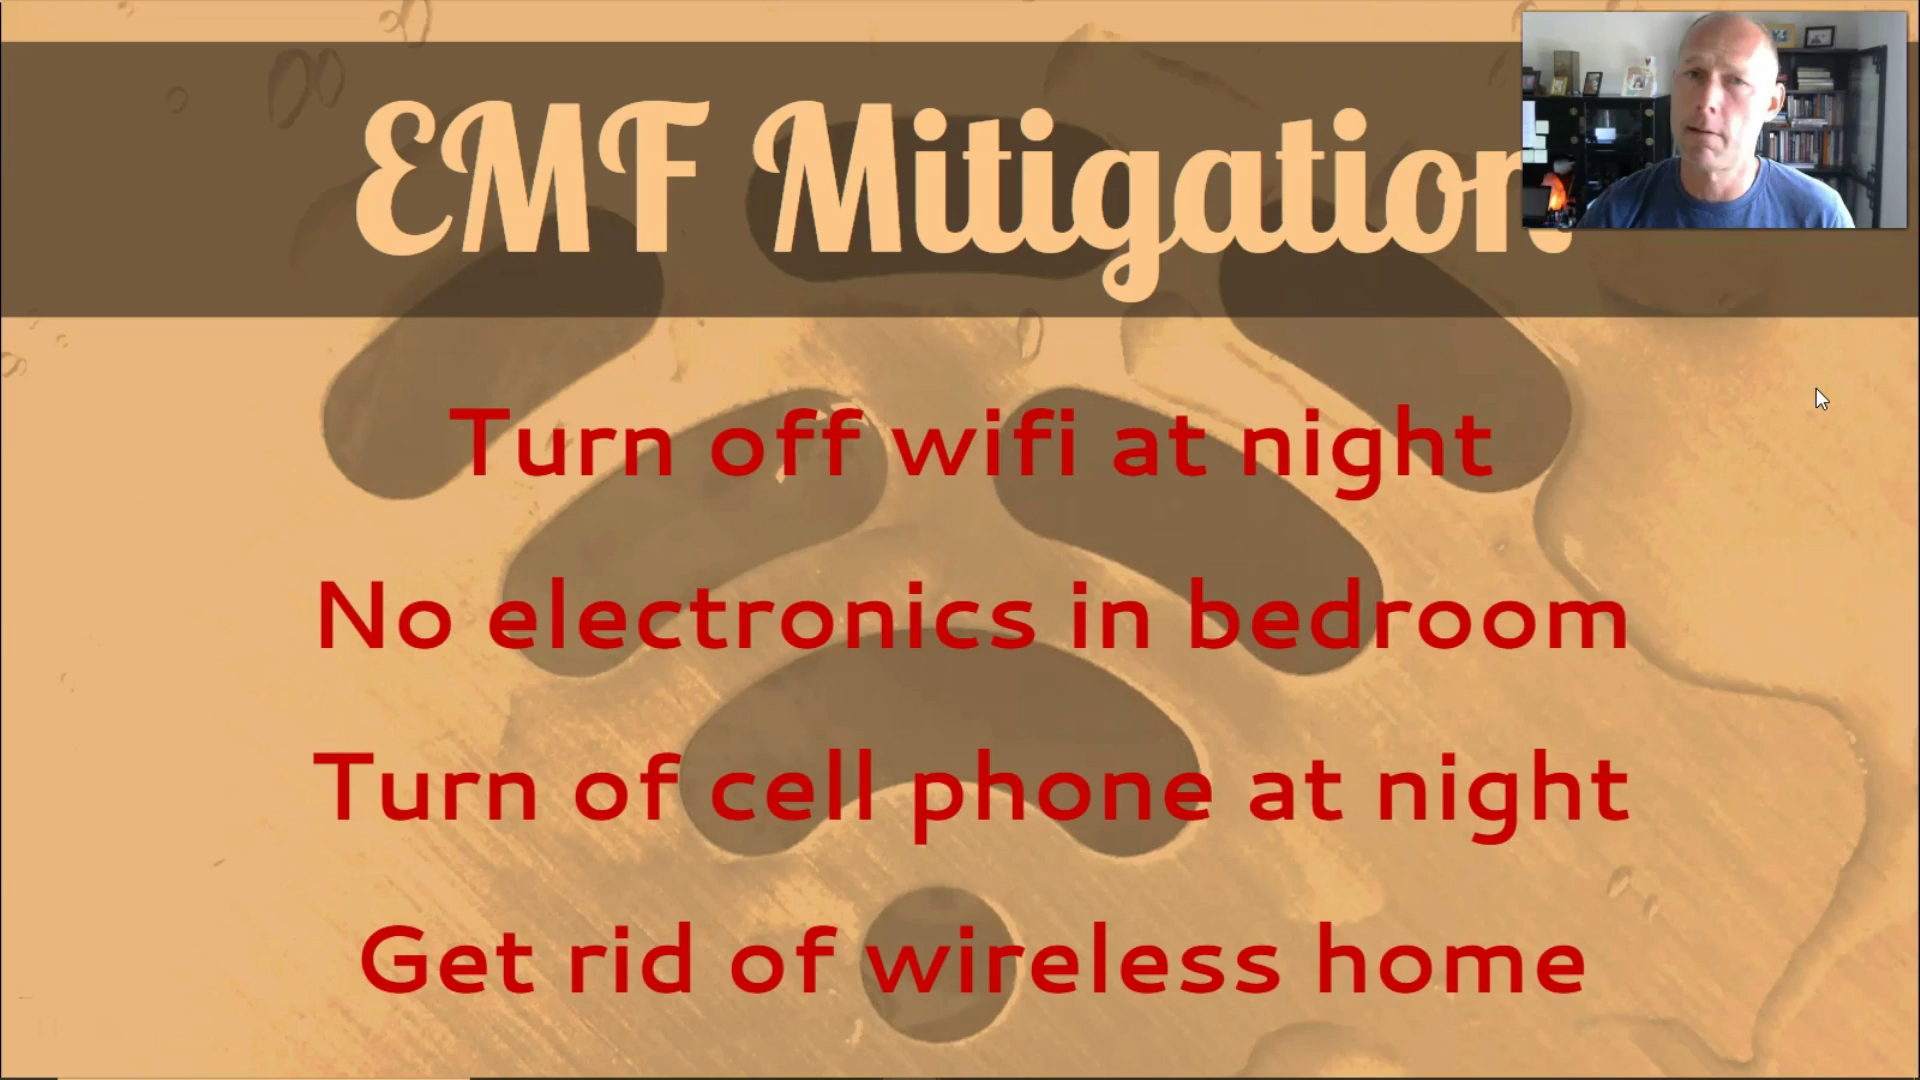 EMF Mitigation
Turn off wifi at night
No electronics in bedroom
Turn of cell phone at night
Get rid of wireless home